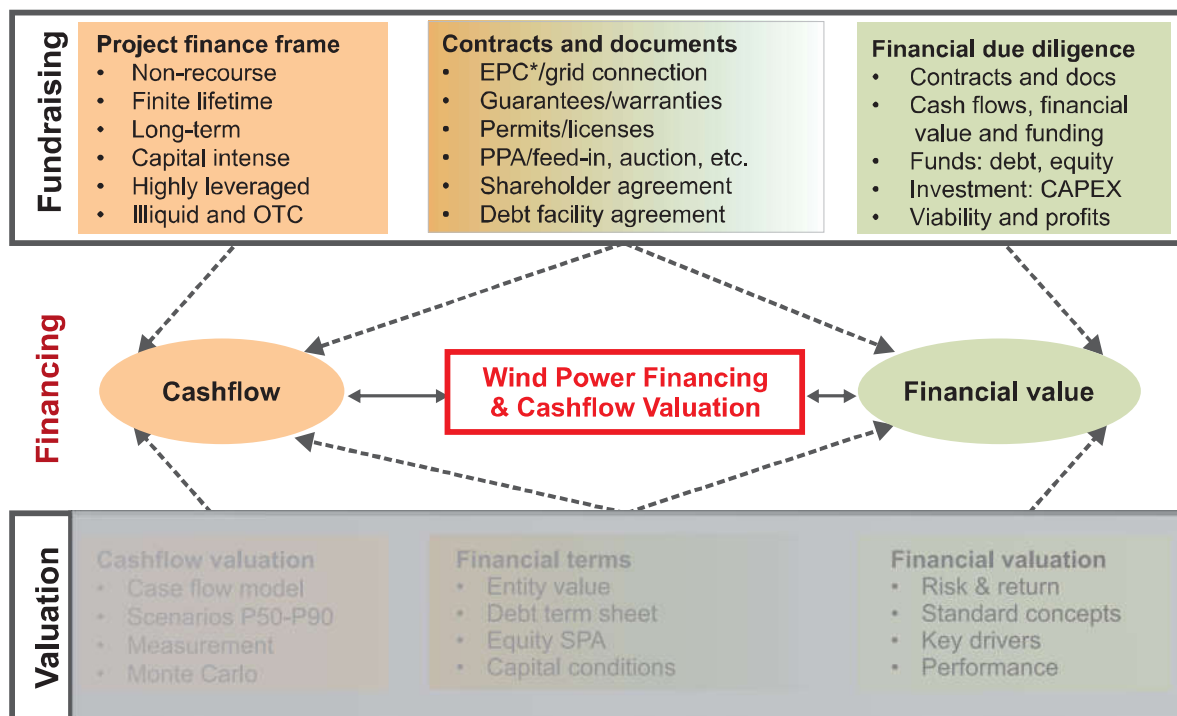 Fundraising
Project finance frame
• Non-recourse
• Finite lifetime
• Long-term
• Capital intense
• Highly leveraged
• Illiquid and OTC
Contracts and documents
• EPC*/grid connection
• Guarantees/warranties
• Permits/licenses
• PPA/feed-in, auction, etc.
• Shareholder agreement
• Debt facility agreement
Financial due diligence
• Contracts and docs
• Cash flows, financial
value and funding
• Funds: debt, equity
• Investment: CAPEX
• Viability and profits
Financing
Cashflow
Wind Power Financing
& Cashflow Valuation
Financial value
Valuation
Cashflow valuation
• Case flow model
• Scenarios P50-P90
• Measurement
• Monte Carlo
Financial terms
• Entity value
• Debt term sheet
• Equity SPA
• Capital conditions
Financial valuation
• Risk & return
• Standard concepts
• Key drivers
• Performance